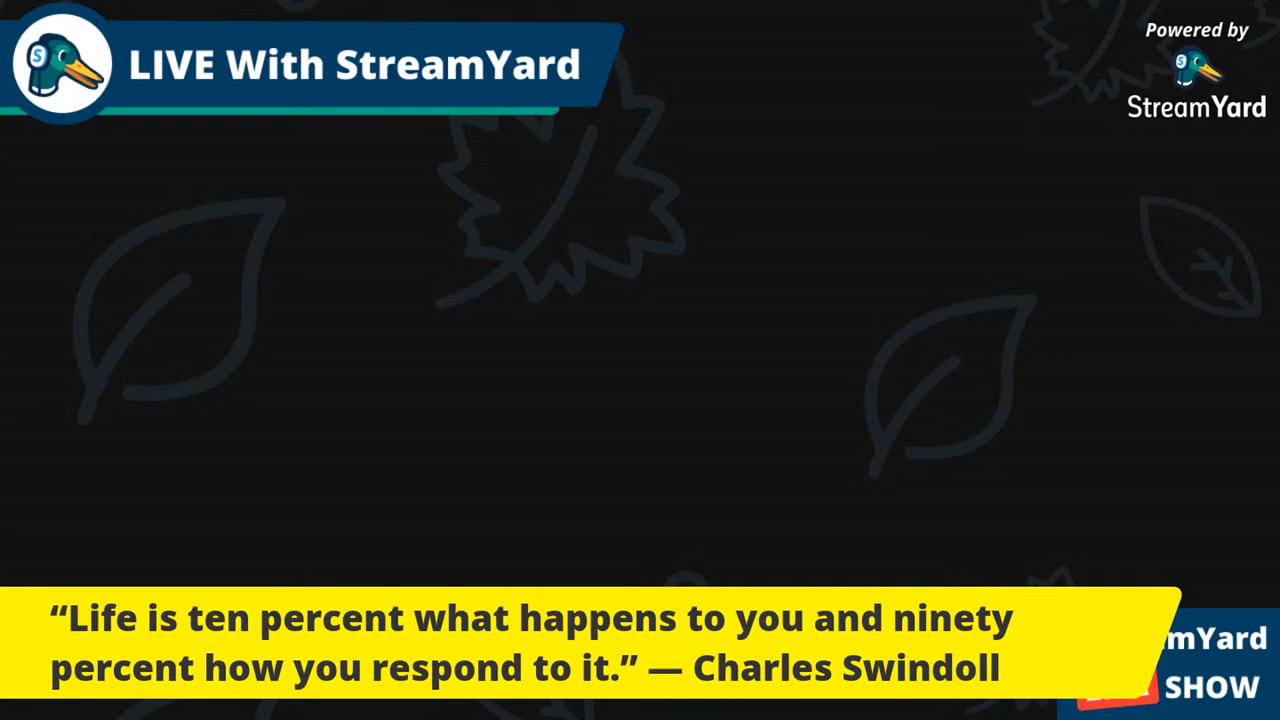 LIVE With StreamYard
Powered by
StreamYard
“Life is ten percent what happens to you and ninety
percent how you respond to it.” — Charles Swindoll
SHOW